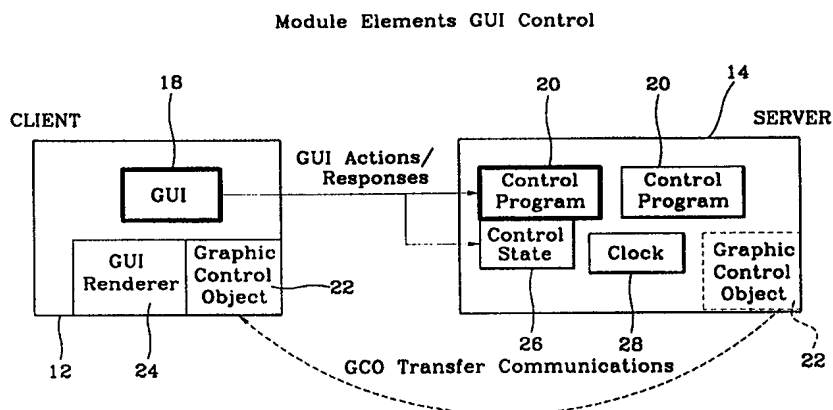 Module Elements GUI Control
18
20
20
14
CLIENT
SERVER
GUI Actions/
Responses
GUI
Control
Program
Control
Program
Control
State
Clock
Graphic
Control
Object
GUI
Renderer
Graphic
Control
Object
22
12
24
GCO Transfer Communications
26
28
22